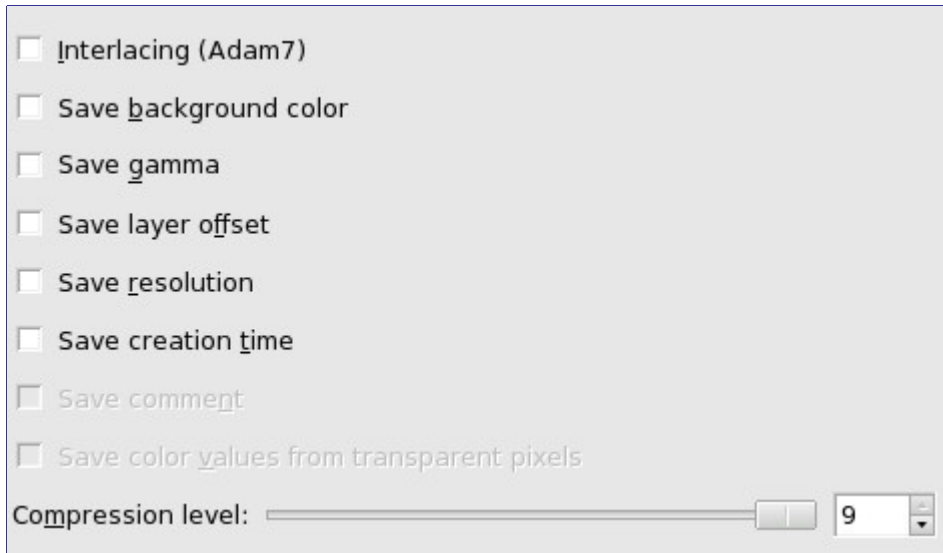 Interlacing (Adam7)
Save background color
Save gamma
Save layer offset
Save resolution
Save creation time
Save comment
Save color values from transparent pixels
Compression level: 9